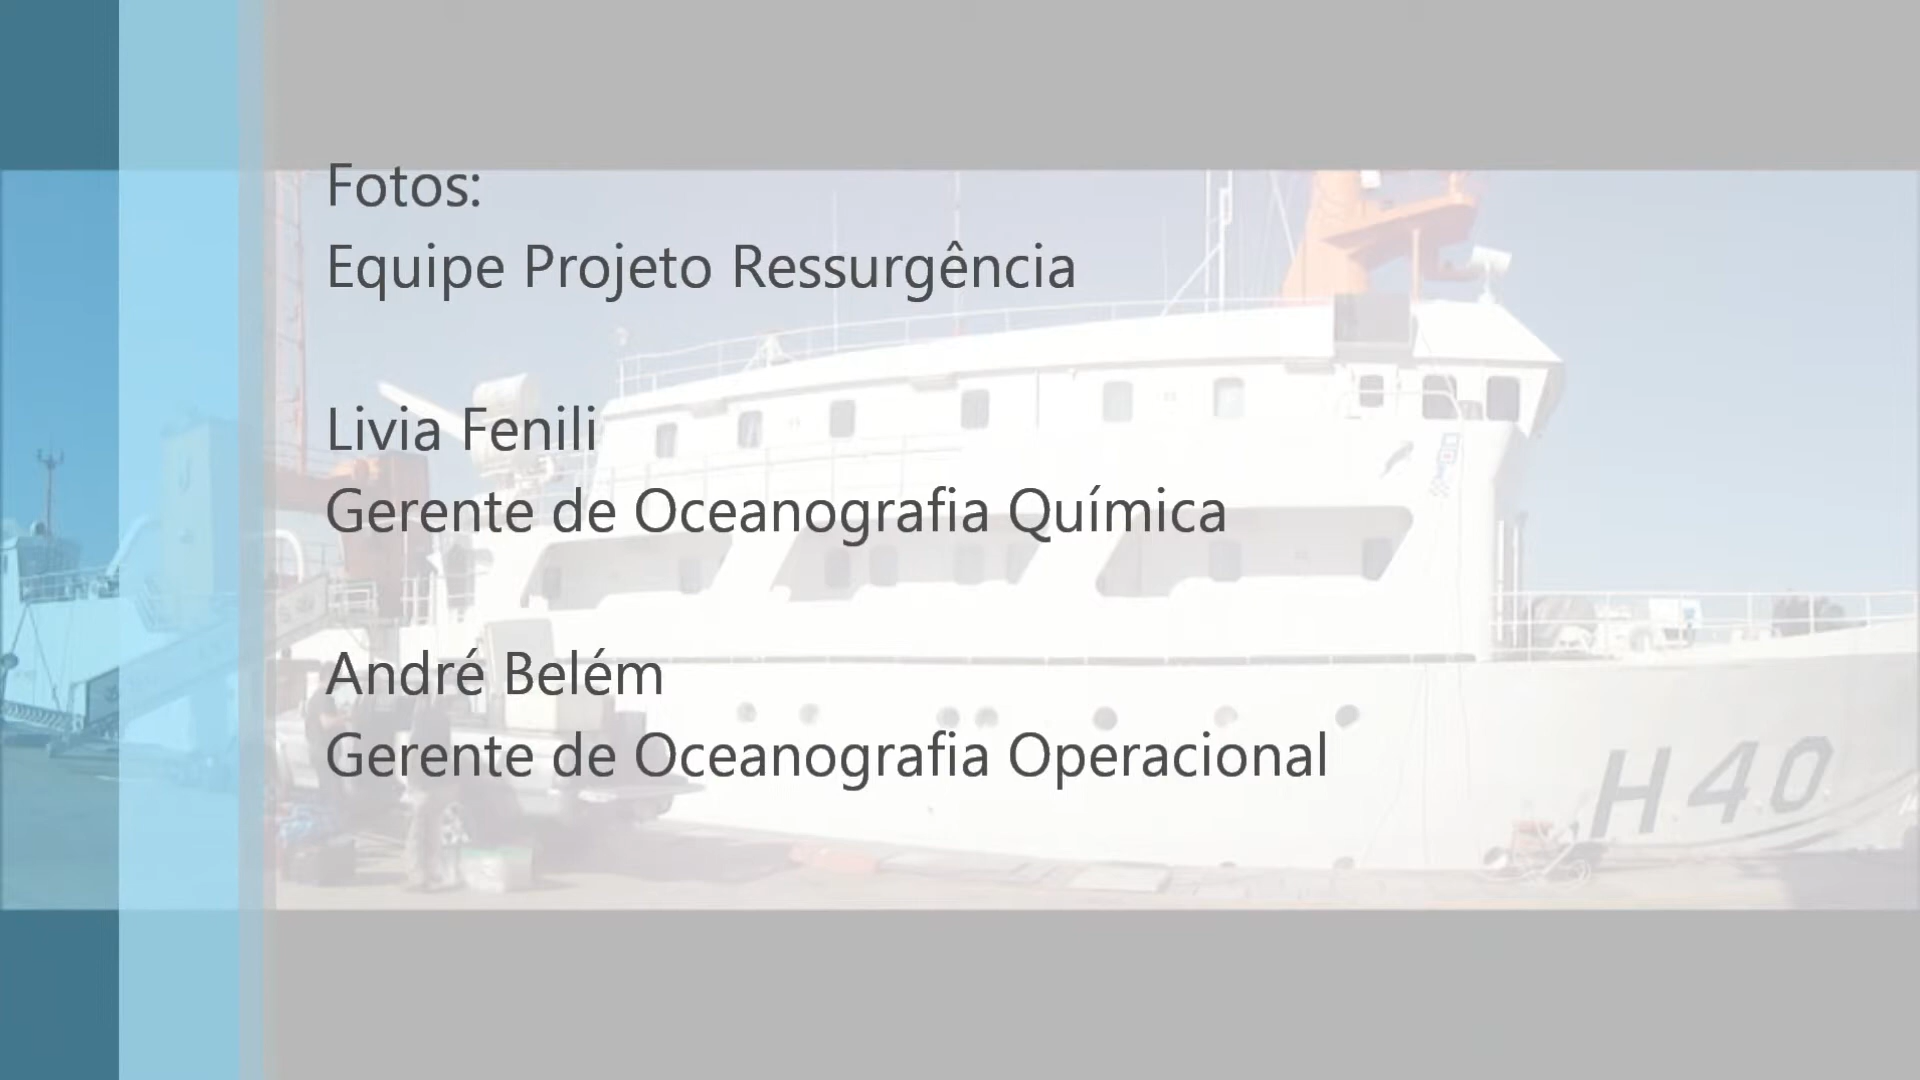 Fotos:
Equipe Projeto Ressurgência
Livia Fenili
Gerente de Oceanografia Química
André Belém
Gerente de Oceanografia Operacional
H40